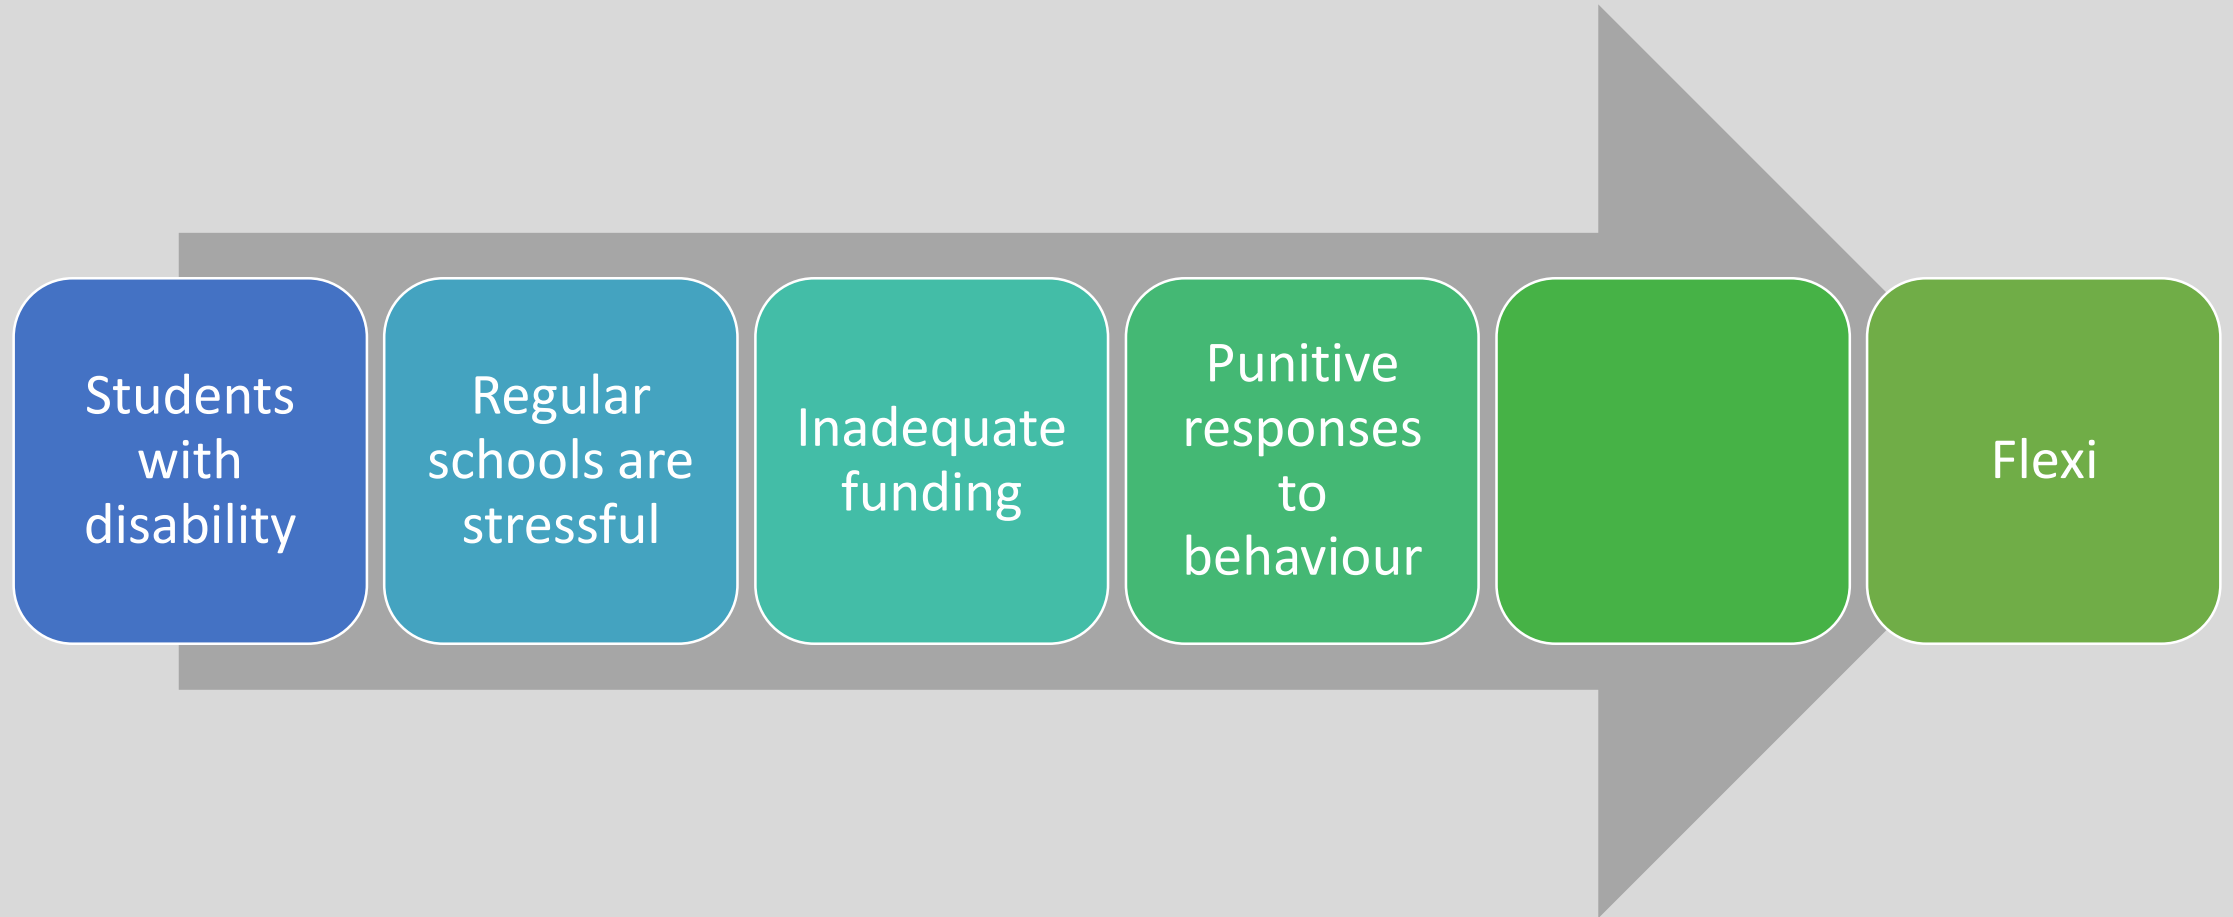 Students
with
disability
Regular
schools are
stressful
Inadequate
funding
Punitive
responses
to
behaviour
Flexi